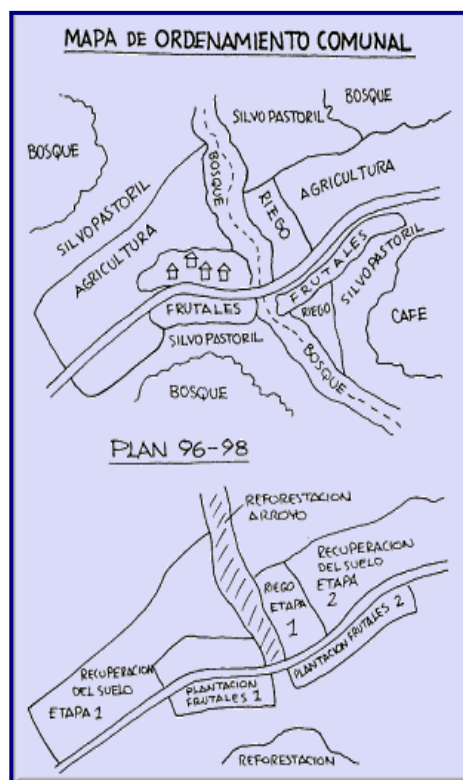 MAPA DE ORDENAMIENTO COMUNAL
BOSQUE
SILVO PASTORIL
BOSQUE
BOSQUE
SILVO PASTORIL
AGRICULTURA
RIEGO
AGRICULTURA
FRUTALES
SILVO PASTORIL
FRUTALES
RIEGO
CAFE
SILVO PASTORIL
BOSQUE
BOSQUE
PLAN 96-98
REFORESTACION
ARROYO
RECUPERACION
DEL SUELO
ETAPA
2
RIEGO
ETAPA
1
PLANTACION FRUTALES 2
RECUPERACION
DEL SUELO
ETAPA 1
PLANTACION
FRUTALES 1
REFORESTACION